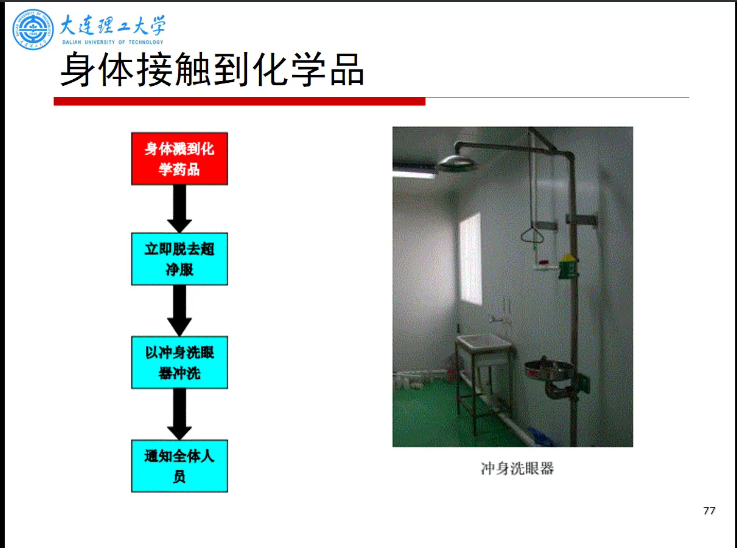 大连理工大学
DALIAN UNIVERSITY OF TECHNOLOGY
身体接触到化学品
身体溅到化
学药品
立即脱去超
净服
以冲身洗眼
器冲洗
通知全体人
员
冲身洗眼器
77